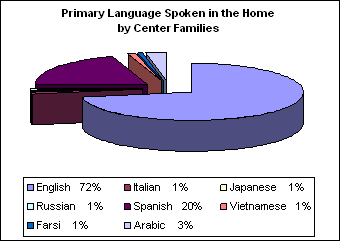 Primary Language Spoken in the Home
by Center Families
English 72% Italian 1% Japanese 1%
Russian 1% Spanish 20% Vietnamese 1%
Farsi 1% Arabic 3%